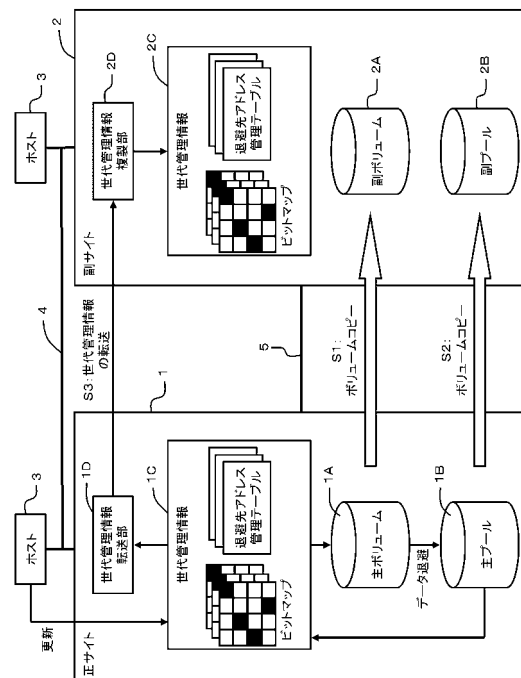 3
ホスト
更新
正サイト
1D
世代管理情報
転送部
1C
世代管理情報
退避先アドレス
管理テーブル
ビットマップ
1A
主ボリューム
データ退避
1B
主プール
1
4
S3:世代管理情報
の転送
5
S1:
ボリュームコピー
S2:
ボリュームコピー
3
ホスト
2
副サイト
2D
世代管理情報
複製部
2C
世代管理情報
退避先アドレス
管理テーブル
ビットマップ
2A
副ボリューム
2B
副プール